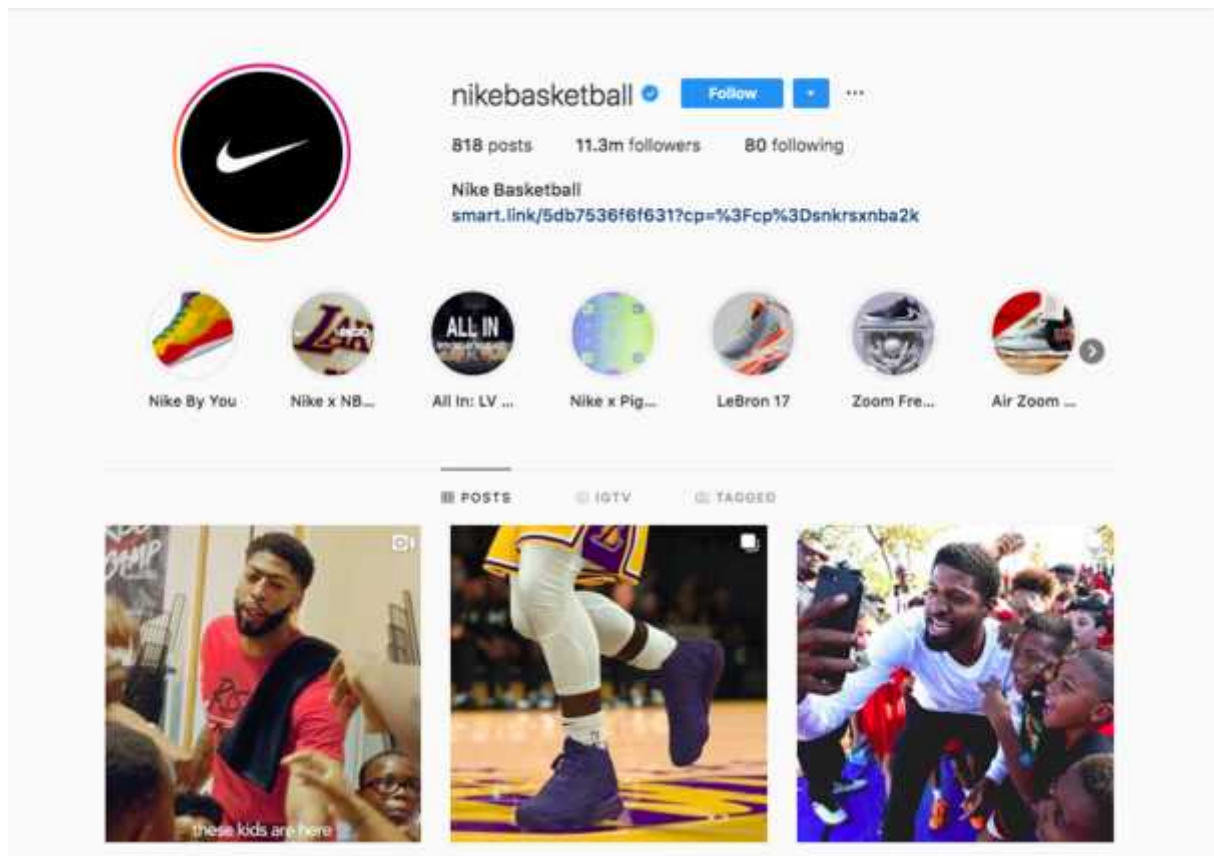 nikebasketball Follow
818 posts 11.3m followers 80 following
Nike Basketball
smart.link/5db7536f6f631?cp=%3Fcp%3Dsnkrsxnba2k
ALL IN
Nike By You Nike x NB... All In: LV ... Nike x Pig... LeBron 17 Zoom Fre... Air Zoom ...
POSTS IGTV TAGGED
CAMP
these kids are here